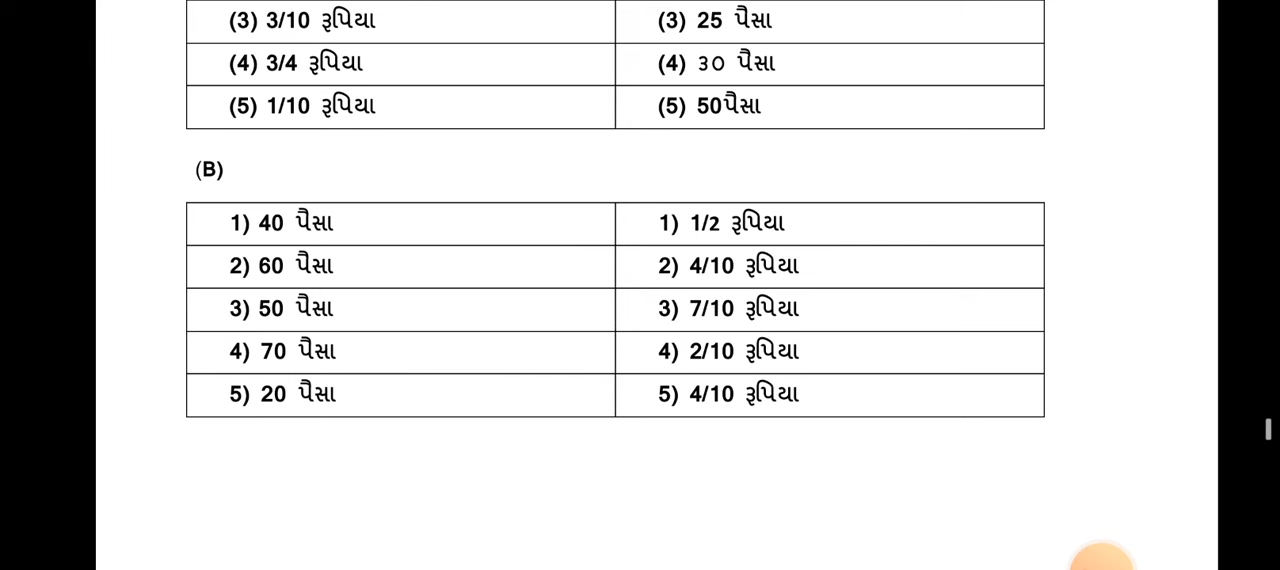 (3) 3/10 રૂપિયા (3) 25 પૈસા
(4) 3/4 રૂપિયા (4) ૩૦ પૈસા
(5) 1/10 રૂપિયા (5) 50પૈસા
(B)
1) 40 પૈસા 1) 1/2 રૂપિયા
2) 60 પૈસા 2) 4/10 રૂપિયા
3) 50 પૈસા 3) 7/10 રૂપિયા
4) 70 પૈસા 4) 2/10 રૂપિયા
5) 20 પૈસા 5) 4/10 રૂપિયા